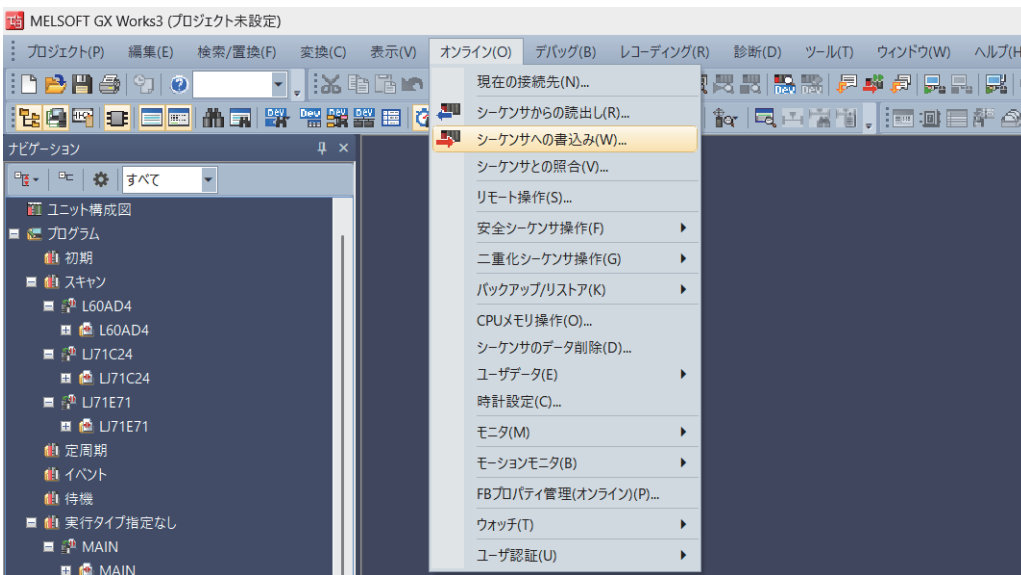 MELSOFT GX Works3 (プロジェクト未設定)
プロジェクト(P) 編集(E) 検索/置換(F) 変換(C) 表示(V) オンライン(O) デバッグ(B) レコーディング(R) 診断(D) ツール(T) ウィンドウ(W) ヘルプ(H
ナビゲーション
すべて
ユニット構成図
プログラム
初期
スキャン
L60AD4
L60AD4
LJ71C24
LJ71C24
LJ71E71
LJ71E71
定周期
イベント
待機
実行タイプ指定なし
MAIN
MAIN
現在の接続先(N)...
シーケンサからの読出し(R)...
シーケンサへの書込み(W)...
シーケンサとの照合(V)...
リモート操作(S)...
安全シーケンサ操作(F)
二重化シーケンサ操作(G)
バックアップ/リストア(K)
CPUメモリ操作(O)...
シーケンサのデータ削除(D)...
ユーザデータ(E)
時計設定(C)...
モニタ(M)
モーションモニタ(B)
FBプロパティ管理(オンライン)(P)...
ウォッチ(T)
ユーザ認証(U)